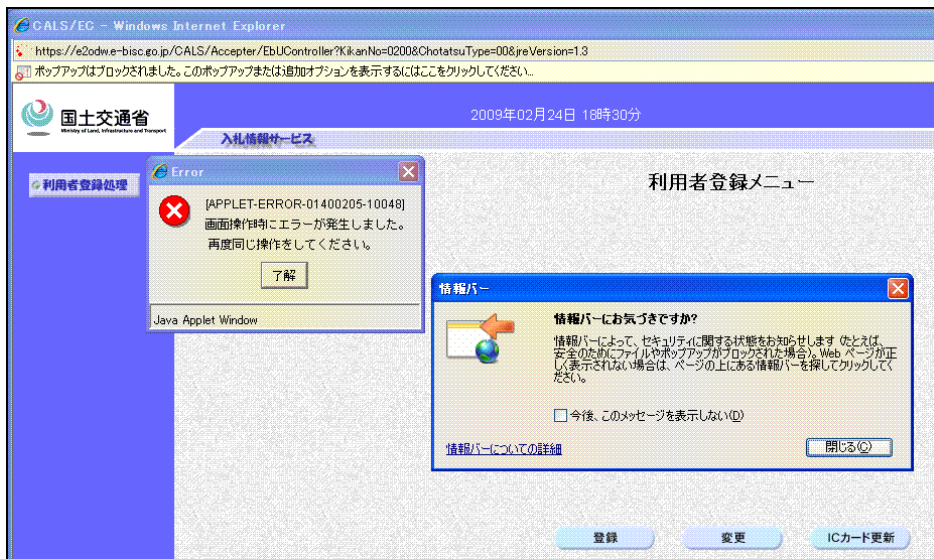 CALS/EC - Windows Internet Explorer
https://e2odw.e-bisc.go.jp/CALS/Accepter/EbUController?KikanNo=0200&ChotatsuType=00&jreVersion=1.3
ポップアップはブロックされました。このポップアップまたは追加オプションを表示するにはここをクリックしてください...
国土交通省
Ministry of Land, Infrastructure and Transport
2009年02月24日 18時30分
入札情報サービス
利用者登録処理
利用者登録メニュー
Error
[APPLET-ERROR-01400205-10048]
画面操作時にエラーが発生しました。
再度同じ操作をしてください。
了解
Java Applet Window
情報バー
情報バーにお気づきですか?
情報バーによって、セキュリティに関する状態をお知らせします (たとえば、
安全のためにファイルやポップアップがブロックされた場合)。Web ページが正
しく表示されない場合は、ページの上にある情報バーを探してクリックしてく
ださい。
今後、このメッセージを表示しない(D)
情報バーについての詳細
閉じる(C)
登録
変更
ICカード更新